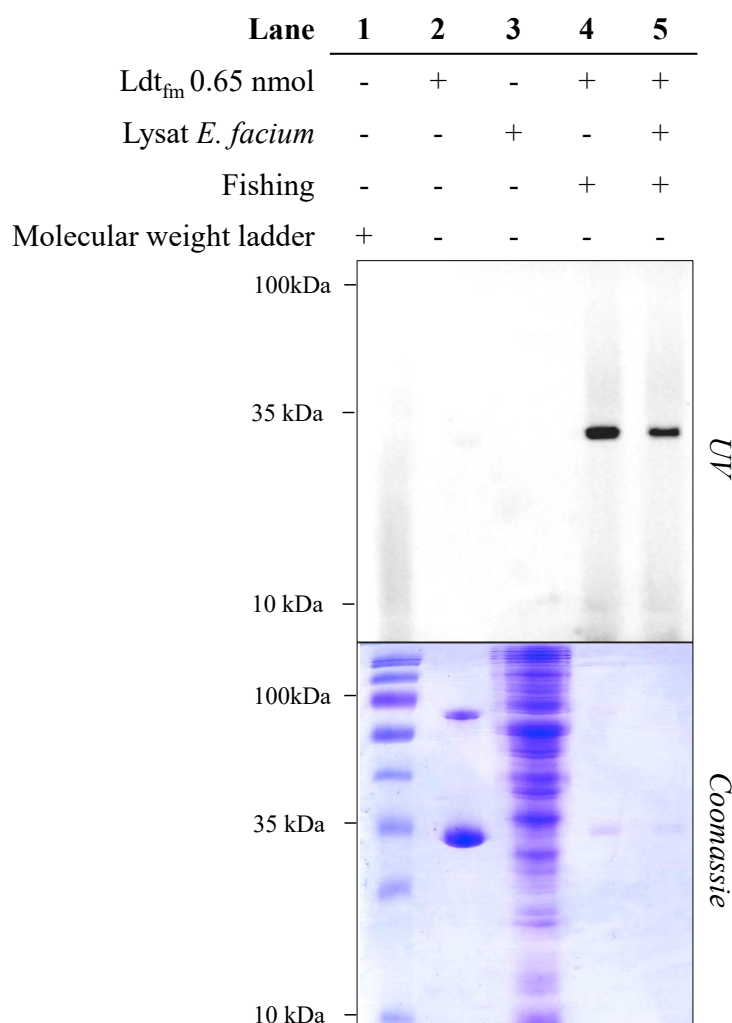 Lane 1 2 3 4 5
Ldtfm 0.65 nmol - + - + +
Lysat E. facium - - + - +
Fishing - - - + +
Molecular weight ladder + - - - -
100kDa
35 kDa
10 kDa
UV
100kDa
35 kDa
10 kDa
Coomassie